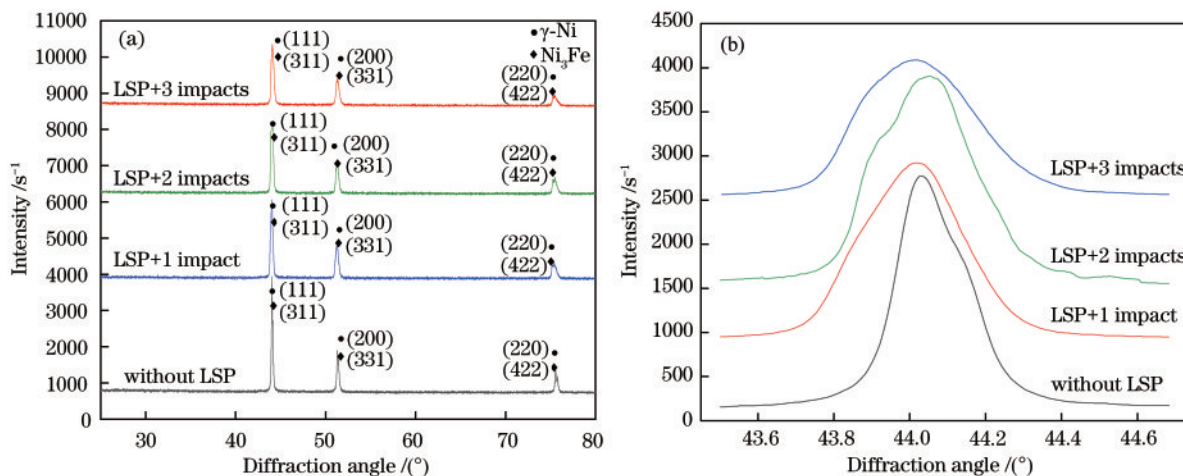 (a)
● γ-Ni
◆ Ni₃Fe
11000
10000
9000
8000
7000
6000
5000
4000
3000
2000
1000
0
Intensity /s⁻¹
LSP+3 impacts
● (111)
◆ (311)
● (200)
◆ (331)
(220) ●
(422) ◆
LSP+2 impacts
● (111)
◆ (311)
● (200)
◆ (331)
(220) ●
(422) ◆
LSP+1 impact
● (111)
◆ (311)
● (200)
◆ (331)
(220) ●
(422) ◆
without LSP
● (111)
◆ (311)
● (200)
◆ (331)
(220) ●
(422) ◆
30 40 50 60 70 80
Diffraction angle /(°)
(b)
4500
4000
3500
3000
2500
2000
1500
1000
500
0
Intensity /s⁻¹
LSP+3 impacts
LSP+2 impacts
LSP+1 impact
without LSP
43.6 43.8 44.0 44.2 44.4 44.6
Diffraction angle /(°)